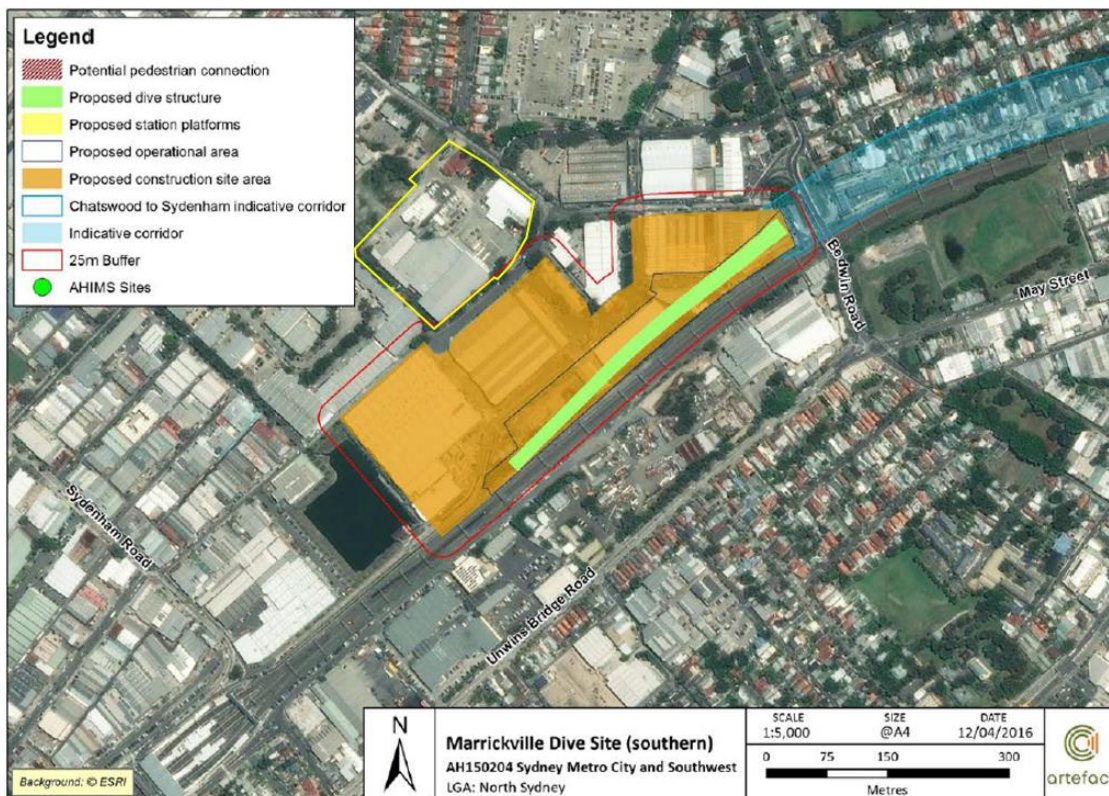 Legend
Potential pedestrian connection
Proposed dive structure
Proposed station platforms
Proposed operational area
Proposed construction site area
Chatswood to Sydenham indicative corridor
Indicative corridor
25m Buffer
AHIMS Sites
Bedwin Road
May Street
Sydenham Road
Unwins Bridge Road
Background: © ESRI
N
Marrickville Dive Site (southern)
AH150204 Sydney Metro City and Southwest
LGA: North Sydney
SCALE SIZE DATE
1:5,000 @A4 12/04/2016
0 75 150 300
Metres
artefact